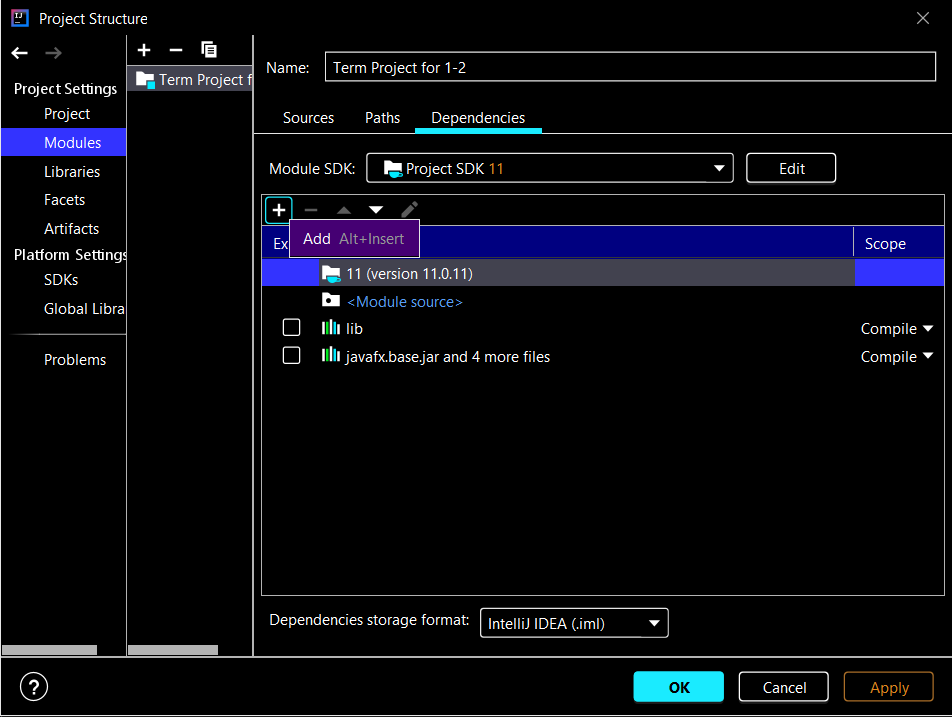 IJ
Project Structure
Project Settings
Project
Modules
Libraries
Facets
Artifacts
Platform Settings
SDKs
Global Libra
Problems
Term Project f
Name: Term Project for 1-2
Sources Paths Dependencies
Module SDK: Project SDK 11 Edit
Ex Scope
Add Alt+Insert
11 (version 11.0.11)
<Module source>
lib Compile
javafx.base.jar and 4 more files Compile
Dependencies storage format: IntelliJ IDEA (.iml)
? OK Cancel Apply